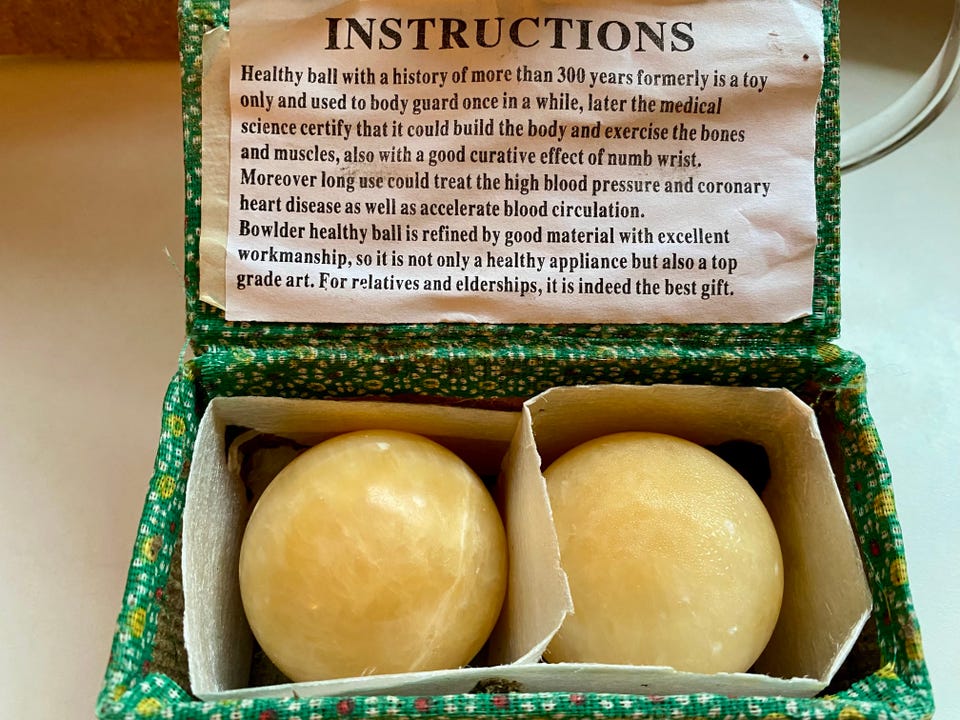 INSTRUCTIONS
Healthy ball with a history of more than 300 years formerly is a toy
only and used to body guard once in a while, later the medical
science certify that it could build the body and exercise the bones
and muscles, also with a good curative effect of numb wrist.
Moreover long use could treat the high blood pressure and coronary
heart disease as well as accelerate blood circulation.
Bowlder healthy ball is refined by good material with excellent
workmanship, so it is not only a healthy appliance but also a top
grade art. For relatives and elderships, it is indeed the best gift.